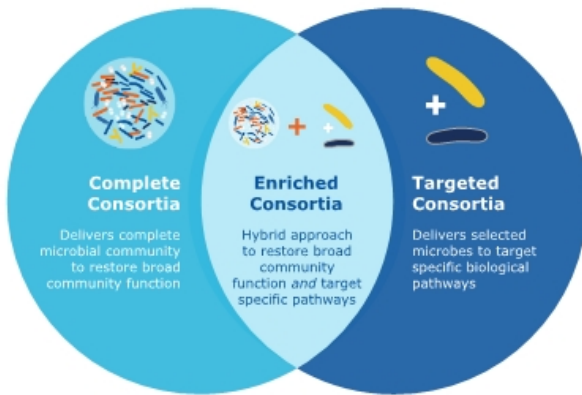 Complete
Consortia
Delivers complete
microbial community
to restore broad
community function
Enriched
Consortia
Hybrid approach
to restore broad
community
function and target
specific pathways
Targeted
Consortia
Delivers selected
microbes to target
specific biological
pathways